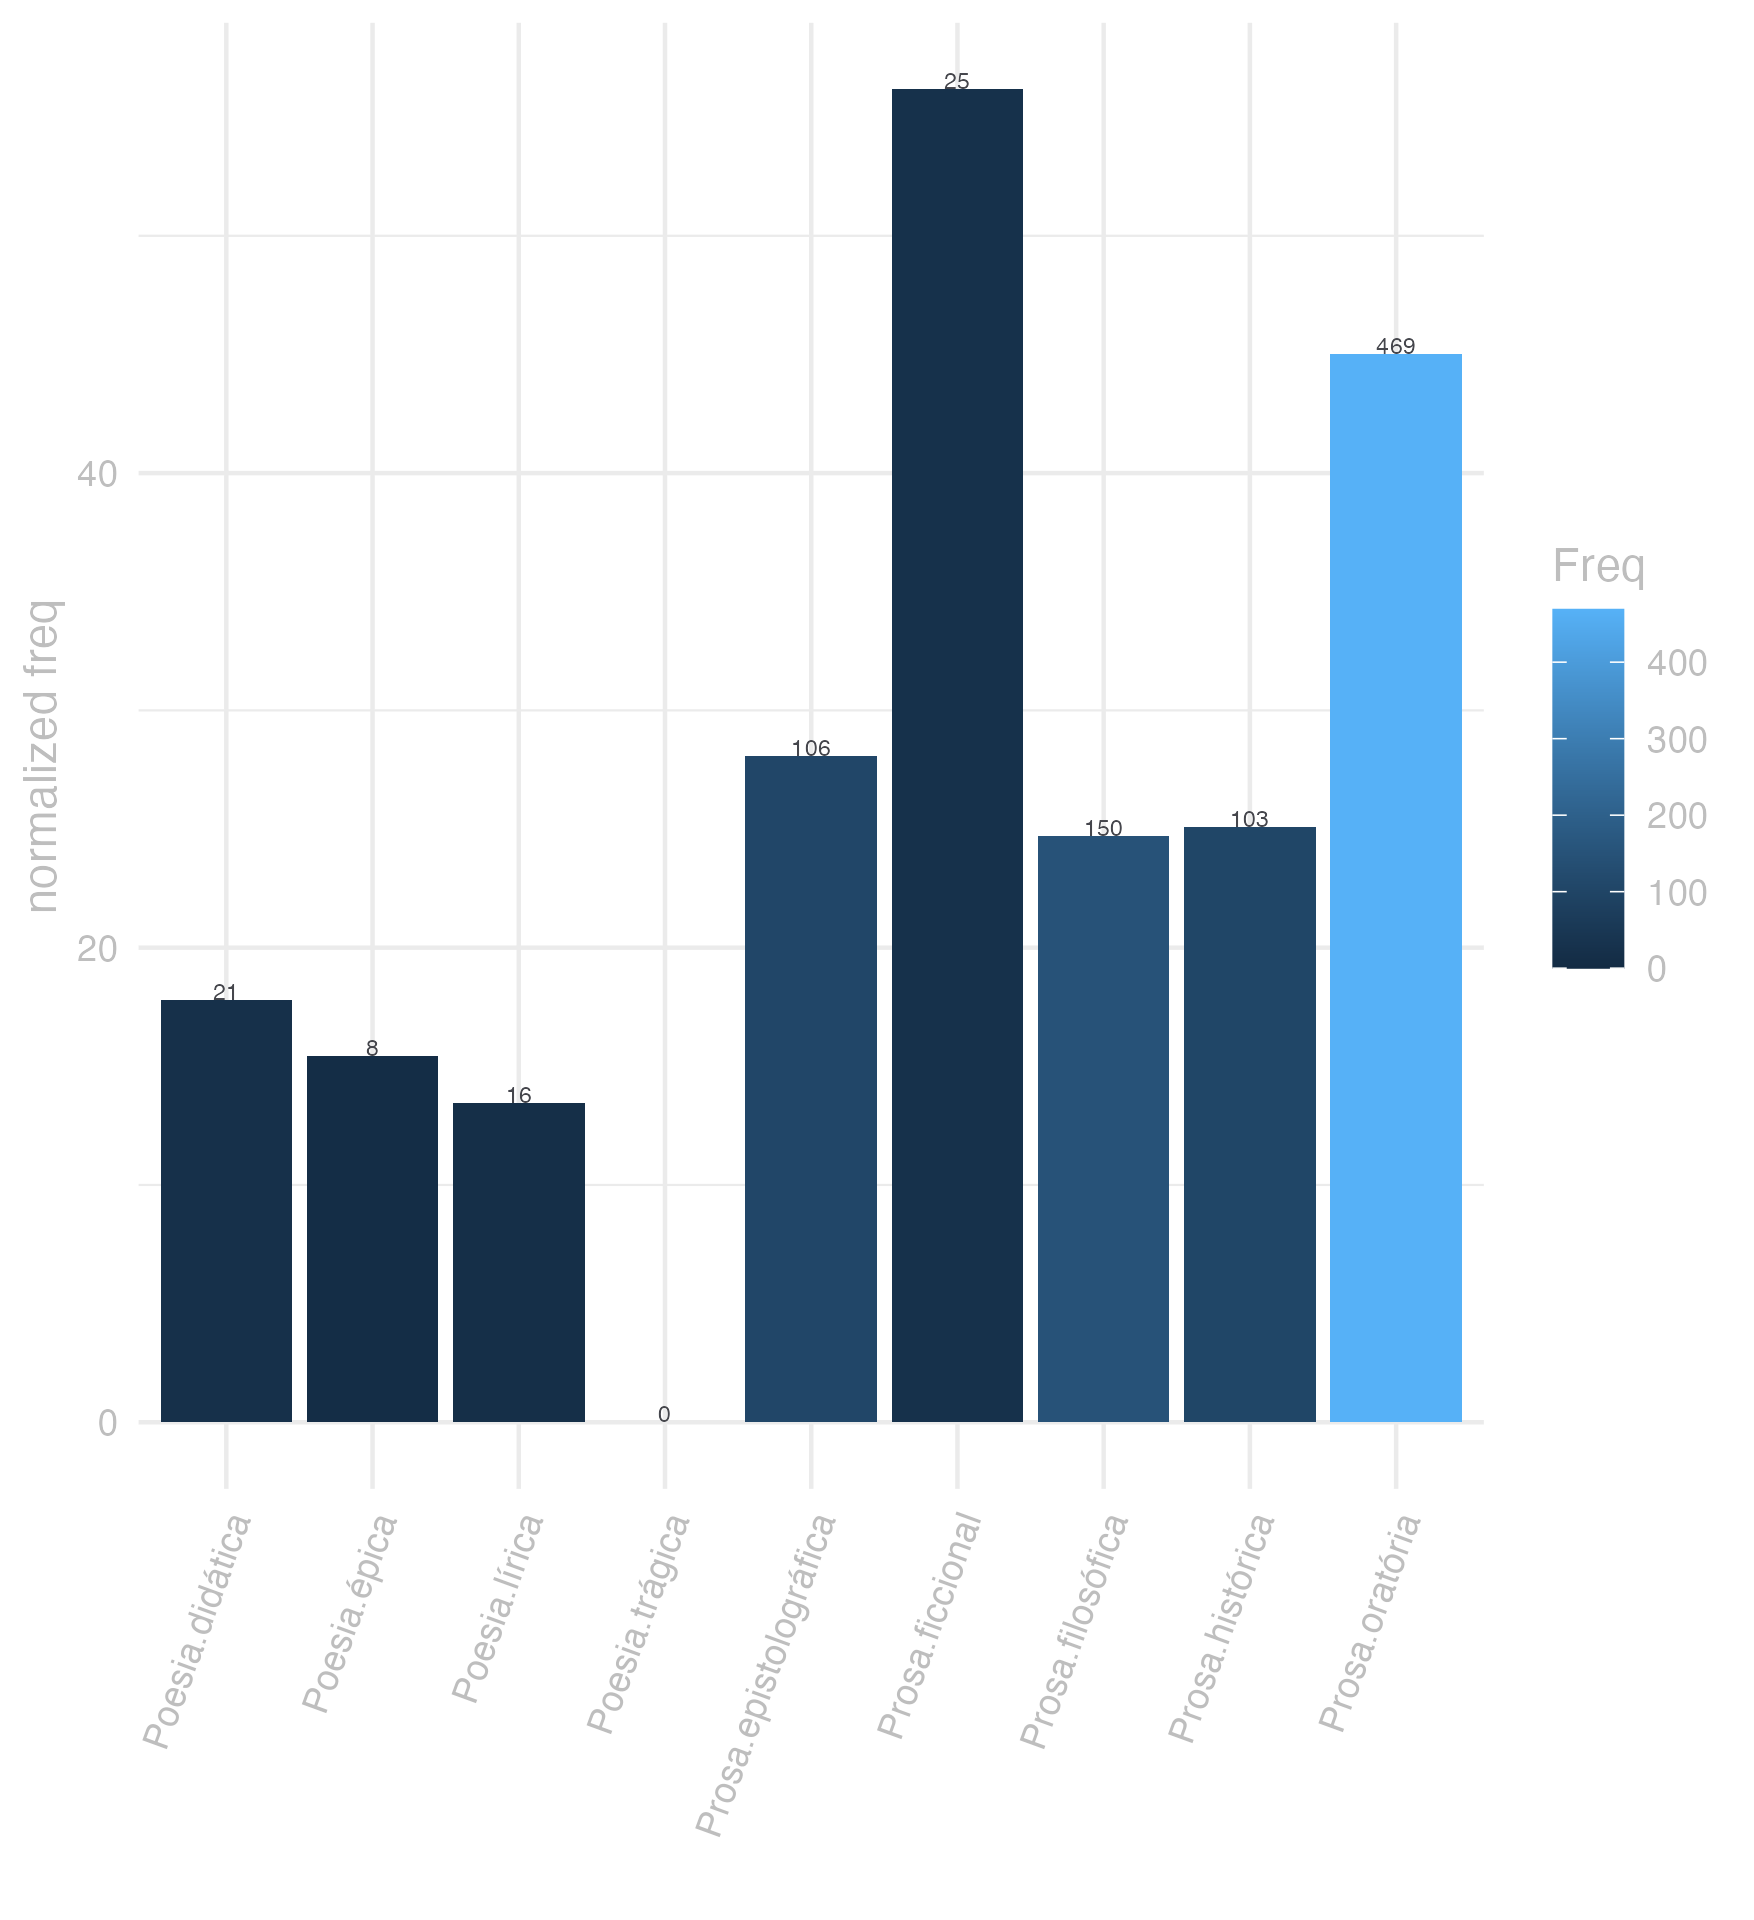 25
469
40
106
150
103
20
21
8
16
0
0
normalized freq
Freq
400
300
200
100
0
Poesia.didática
Poesia.épica
Poesia.lírica
Poesia.trágica
Prosa.epistolográfica
Prosa.ficcional
Prosa.filosófica
Prosa.histórica
Prosa.oratória